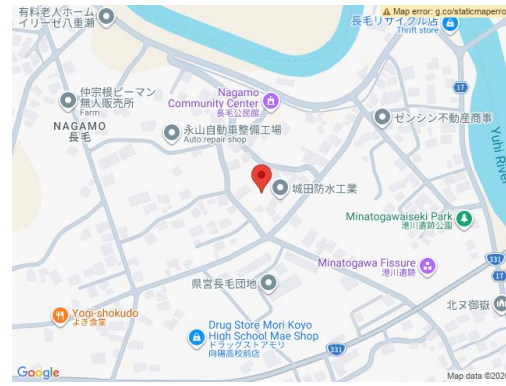 有料老人ホーム
イリーゼ八重瀬
Map error: g.co/staticmaperro
長毛リサイクル店
Thrift store
17
仲宗根ピーマン
無人販売所
Farm
Nagamo
Community Center
長毛公民館
NAGAMO
長毛
永山自動車整備工場
Auto repair shop
ゼンシン不動産商事
Yuhi River
城田防水工業
Minatogawaiseki Park
港川遺跡公園
Minatogawa Fissure
港川遺跡
331
17
県営長毛団地
北ヌ御嶽
Yogi-shokudo
よぎ食堂
Drug Store Mori Koyo
High School Mae Shop
ドラッグストアモリ
向陽高校前店
331
Google
Map data ©2026